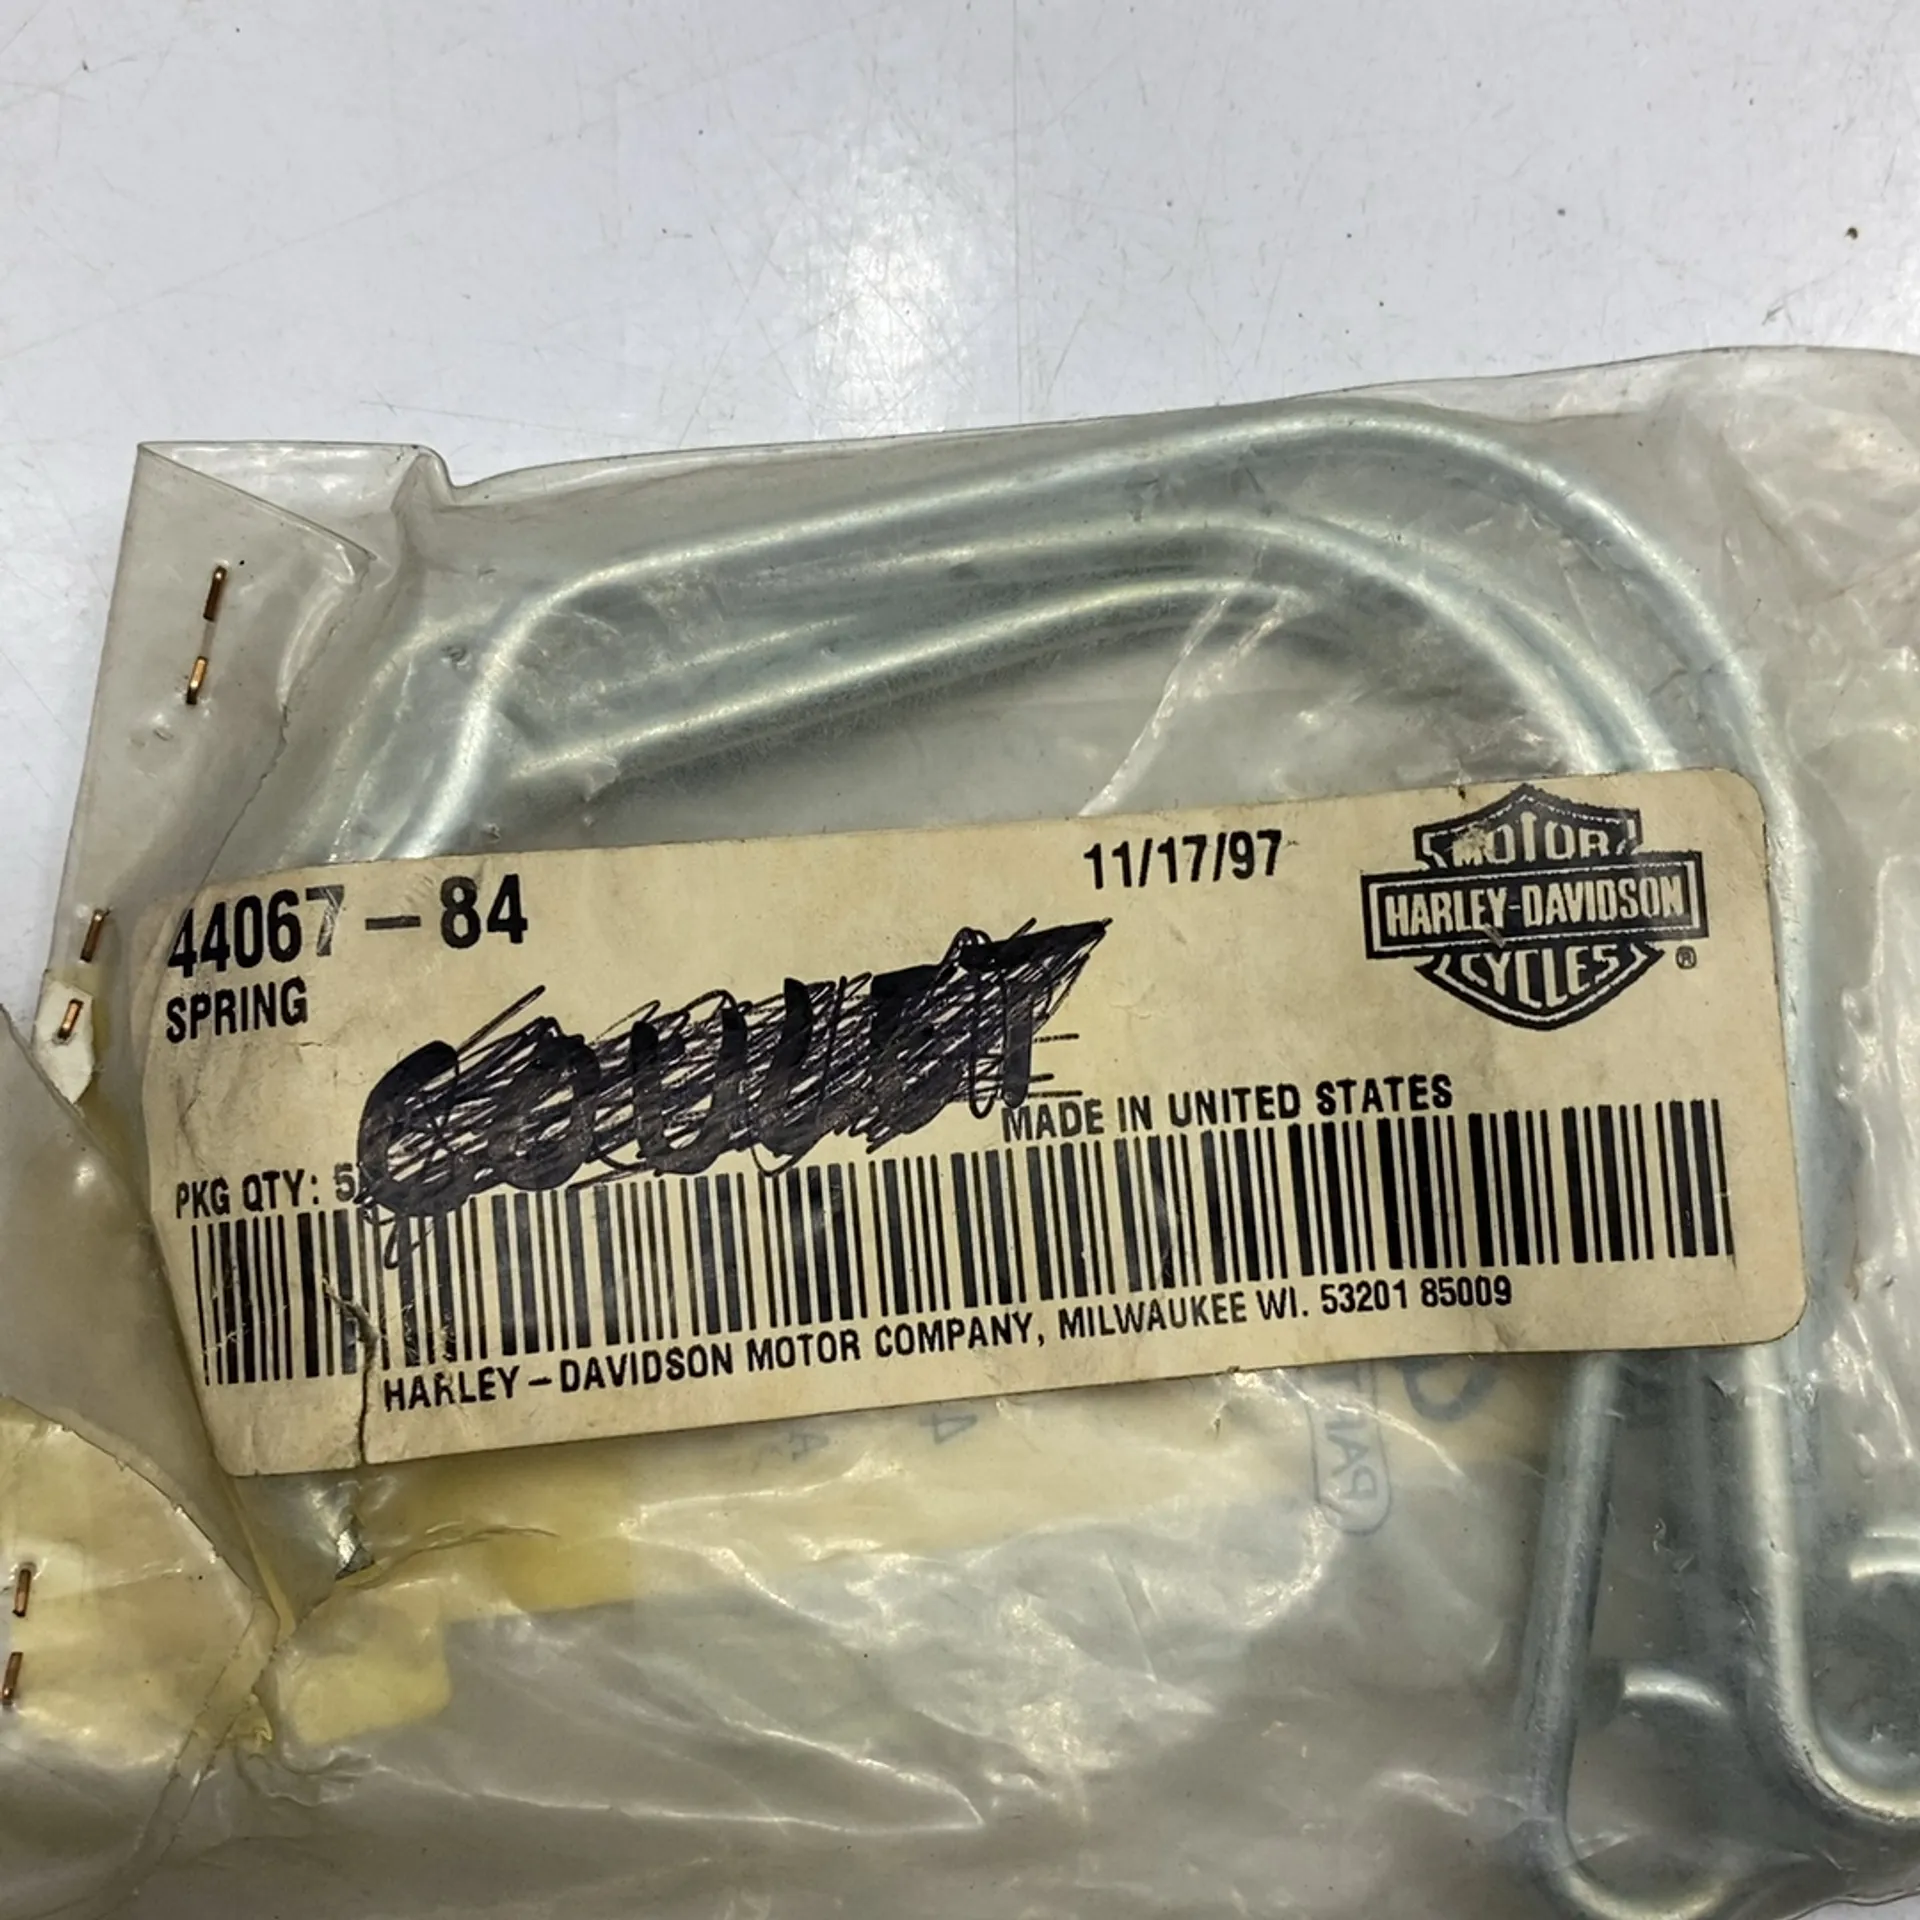 44067-84
11/17/97
SPRING
MOTOR
HARLEY-DAVIDSON
CYCLES
®
MADE IN UNITED STATES
PKG QTY: 5
HARLEY-DAVIDSON MOTOR COMPANY, MILWAUKEE WI. 53201 85009